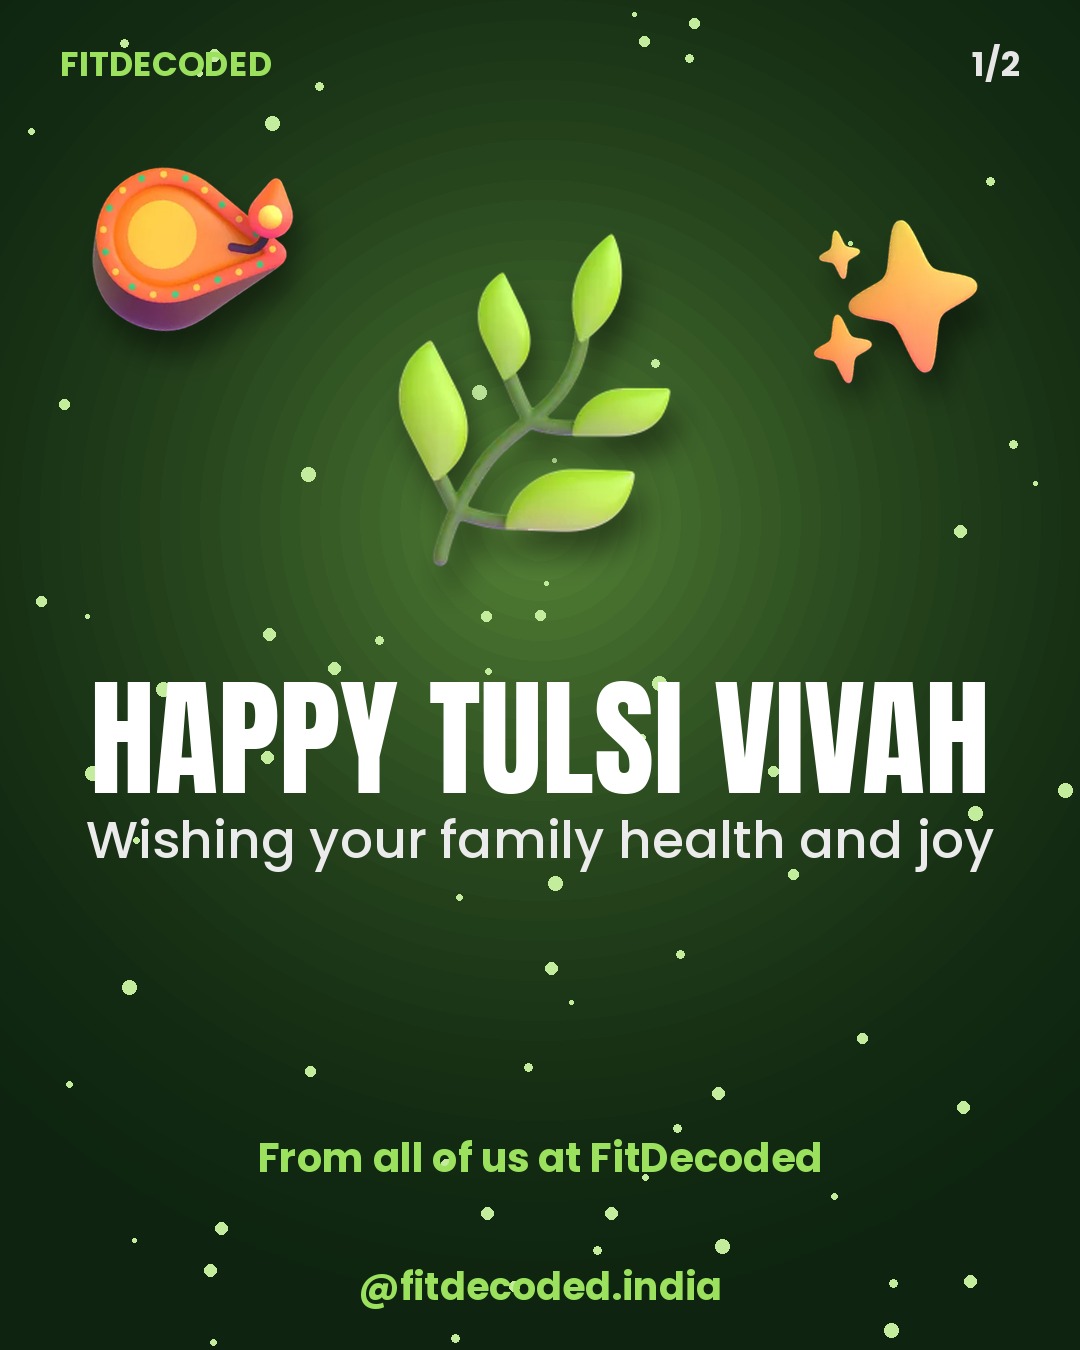 FITDECODED
1/2
HAPPY TULSI VIVAH
Wishing your family health and joy
From all of us at FitDecoded
@fitdecoded.india